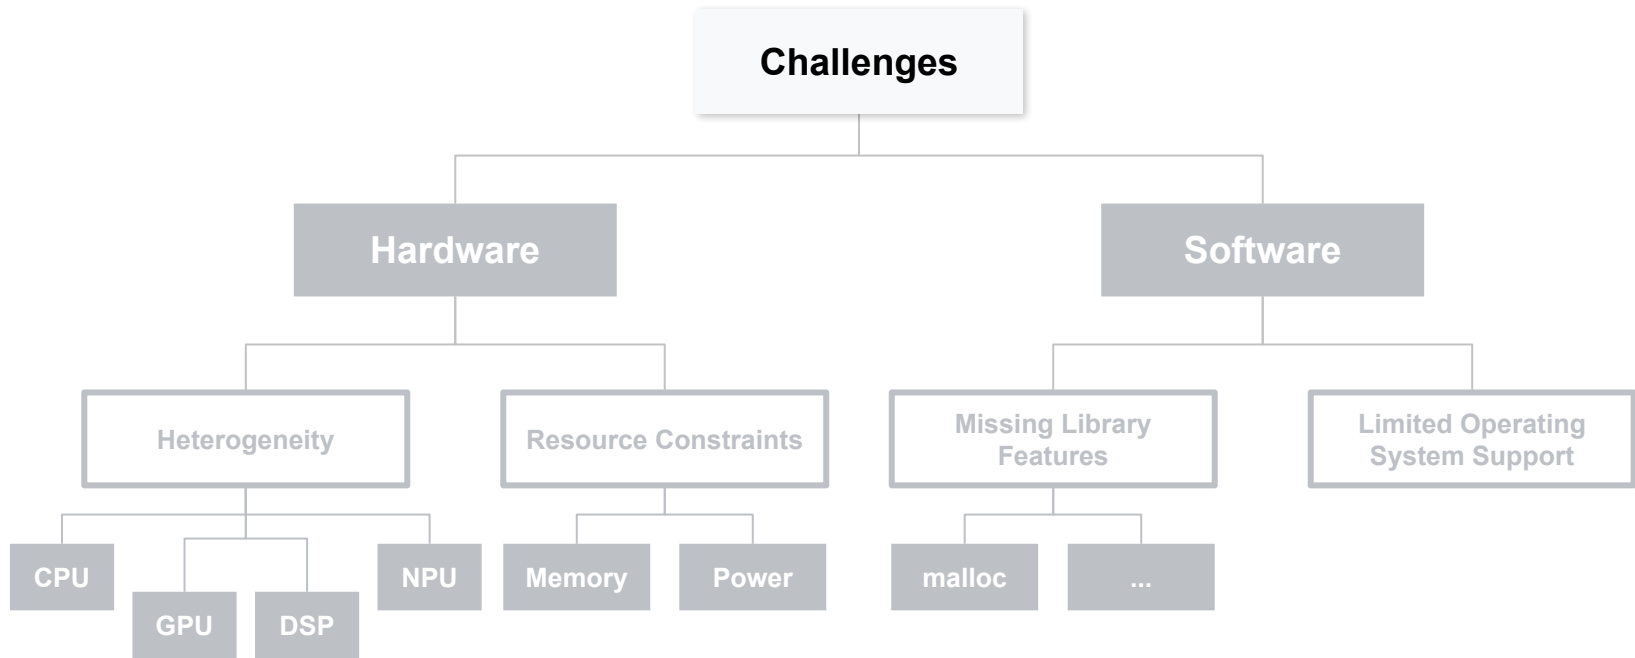 Challenges
Hardware
Software
Heterogeneity
Resource Constraints
Missing Library
Features
Limited Operating
System Support
CPU
GPU
DSP
NPU
Memory
Power
malloc
...